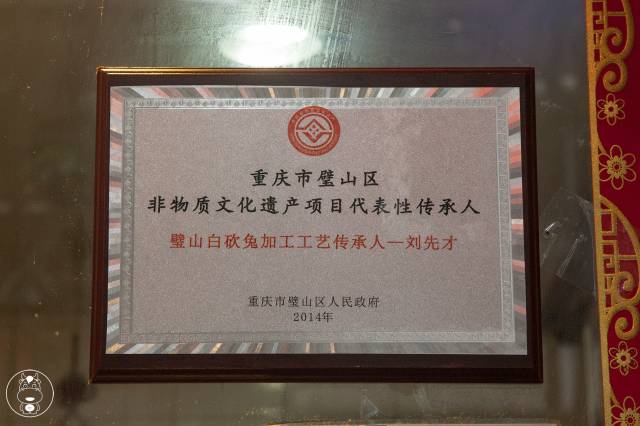 重庆市璧山区
非物质文化遗产项目代表性传承人
璧山白砍兔加工工艺传承人—刘先才
重庆市璧山区人民政府
2014年